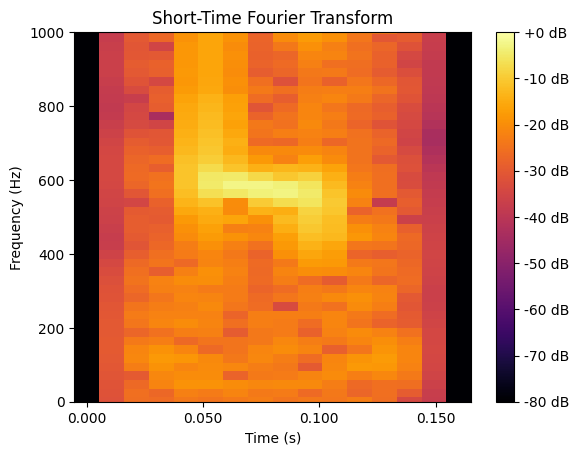 Short-Time Fourier Transform
1000
800
600
400
200
0
Frequency (Hz)
0.000
0.050
0.100
0.150
Time (s)
+0 dB
-10 dB
-20 dB
-30 dB
-40 dB
-50 dB
-60 dB
-70 dB
-80 dB